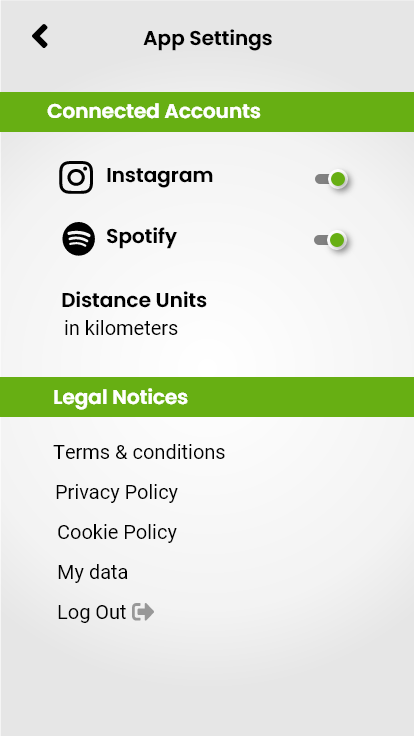 App Settings
Connected Accounts
Instagram
Spotify
Distance Units
in kilometers
Legal Notices
Terms & conditions
Privacy Policy
Cookie Policy
My data
Log Out